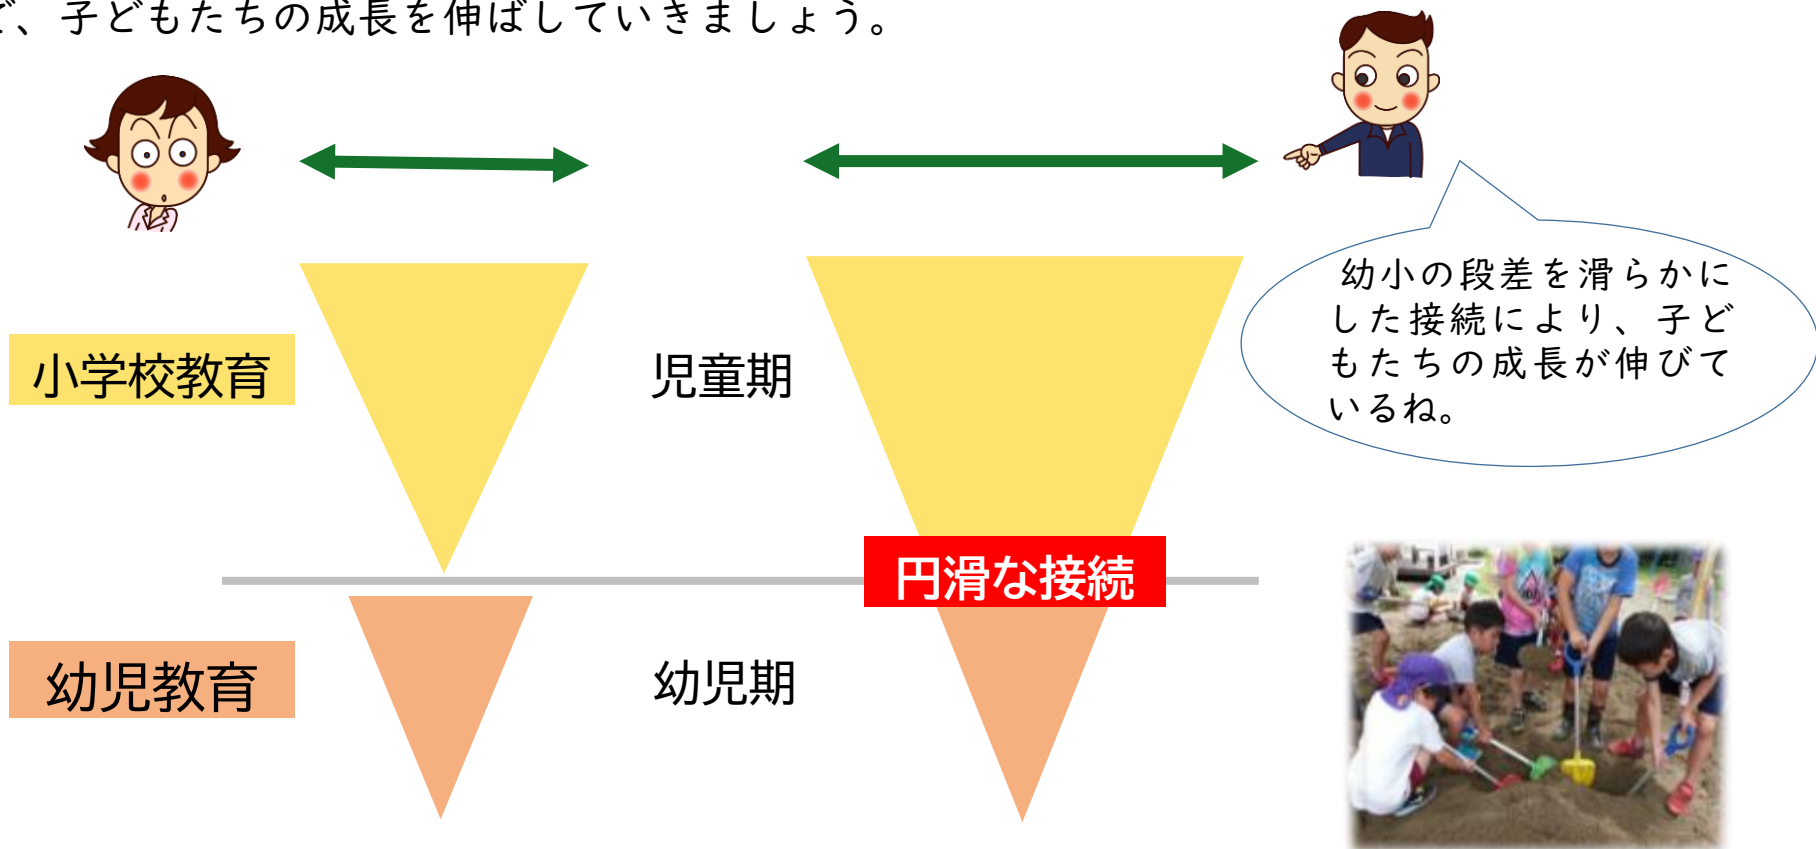 、子どもたちの成長を伸ばしていきましょう。
幼小の段差を滑らかに
した接続により、子ど
もたちの成長が伸びて
いるね。
小学校教育
児童期
円滑な接続
幼児教育
幼児期